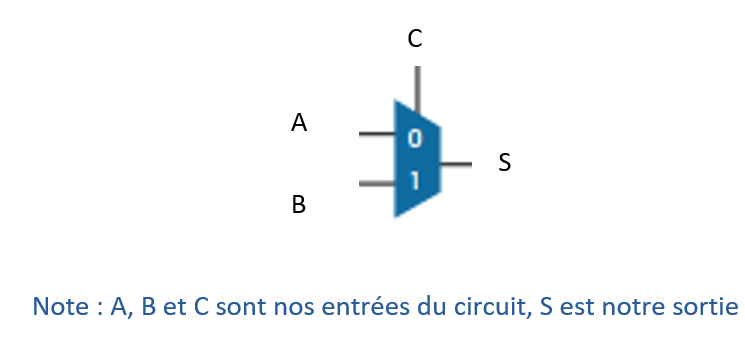 C
A
0
S
1
B
Note : A, B et C sont nos entrées du circuit, S est notre sortie